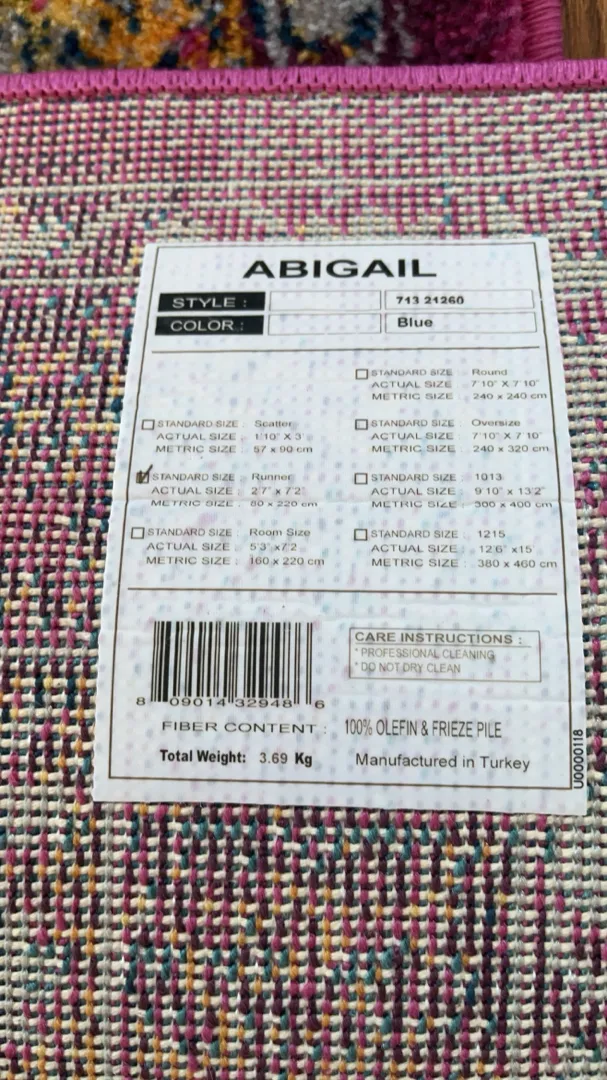 ABIGAIL
STYLE : 713 21260
COLOR : Blue
STANDARD SIZE : Round
ACTUAL SIZE : 7'10" X 7'10"
METRIC SIZE : 240 x 240 cm
STANDARD SIZE : Scatter
ACTUAL SIZE : 1'10" X 3'
METRIC SIZE : 57 x 90 cm
STANDARD SIZE : Oversize
ACTUAL SIZE : 7'10" X 7'10"
METRIC SIZE : 240 x 320 cm
STANDARD SIZE : Runner
ACTUAL SIZE : 2'7" x 7'2"
METRIC SIZE : 80 x 220 cm
STANDARD SIZE : 1013
ACTUAL SIZE : 9'10" x 13'2"
METRIC SIZE : 300 x 400 cm
STANDARD SIZE : Room Size
ACTUAL SIZE : 5'3" x7'2
METRIC SIZE : 160 x 220 cm
STANDARD SIZE : 1215
ACTUAL SIZE : 12'6" x15'
METRIC SIZE : 380 x 460 cm
CARE INSTRUCTIONS :
* PROFESSIONAL CLEANING
* DO NOT DRY CLEAN
8 09014 32948 6
FIBER CONTENT : 100% OLEFIN & FRIEZE PILE
Total Weight: 3.69 Kg
Manufactured in Turkey
U0000118